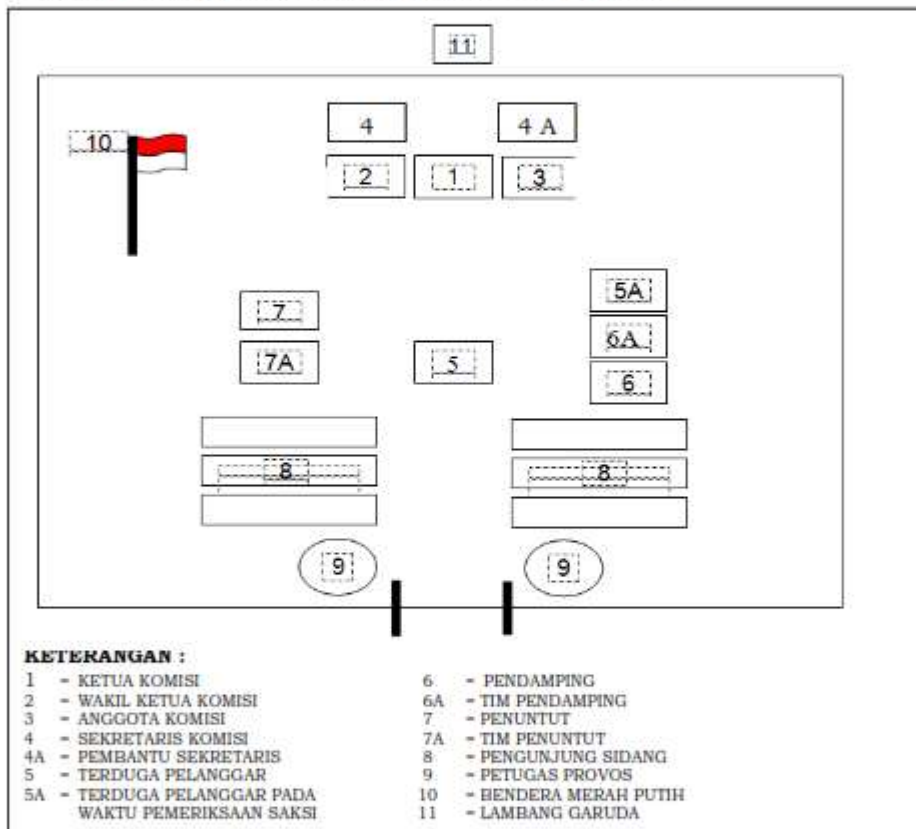 11
4
4 A
10
2
1
3
5A
7
6A
7A
5
6
8
8
9
9
KETERANGAN :
1 = KETUA KOMISI
2 = WAKIL KETUA KOMISI
3 = ANGGOTA KOMISI
4 = SEKRETARIS KOMISI
4A = PEMBANTU SEKRETARIS
5 = TERDUGA PELANGGAR
5A = TERDUGA PELANGGAR PADA
WAKTU PEMERIKSAAN SAKSI
6 = PENDAMPING
6A = TIM PENDAMPING
7 = PENUNTUT
7A = TIM PENUNTUT
8 = PENGUNJUNG SIDANG
9 = PETUGAS PROVOS
10 = BENDERA MERAH PUTIH
11 = LAMBANG GARUDA